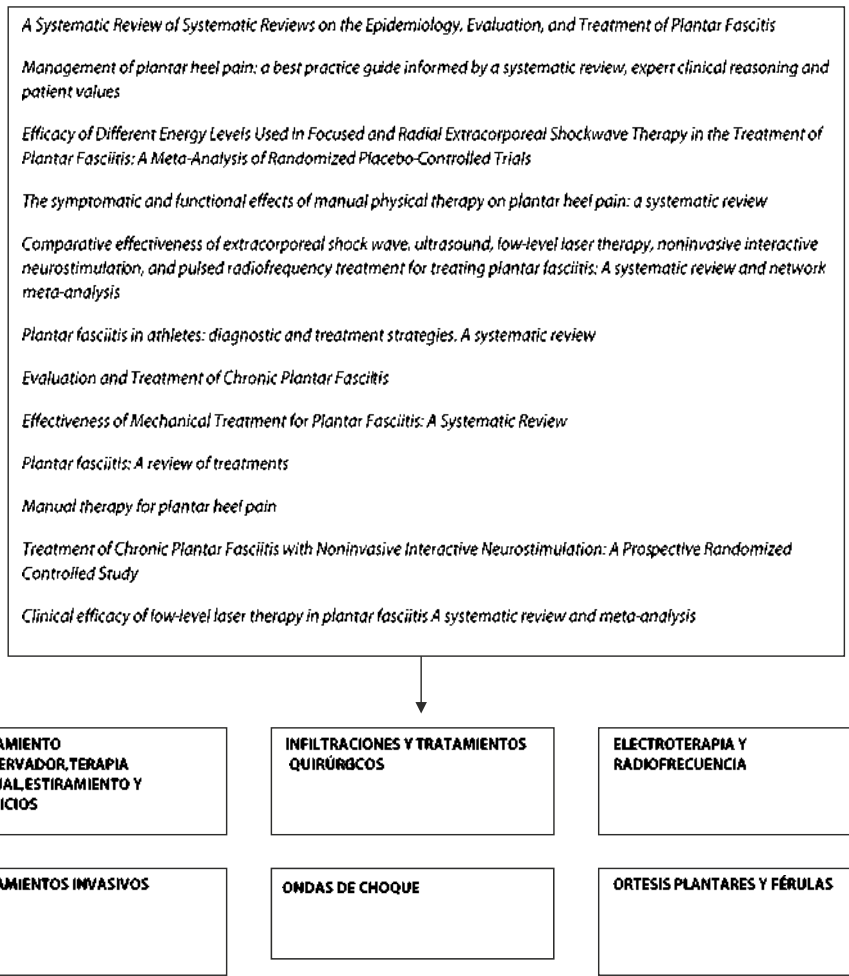 A Systematic Review of Systematic Reviews on the Epidemiology, Evaluation, and Treatment of Plantar Fascitis
Management of plantar heel pain: a best practice guide informed by a systematic review, expert clinical reasoning and
patient values
Efficacy of Different Energy Levels Used in Focused and Radial Extracorporeal Shockwave Therapy in the Treatment of
Plantar Fasciitis: A Meta-Analysis of Randomized Placebo-Controlled Trials
The symptomatic and functional effects of manual physical therapy on plantar heel pain: a systematic review
Comparative effectiveness of extracorporeal shock wave, ultrasound, low-level laser therapy, noninvasive interactive
neurostimulation, and pulsed radiofrequency treatment for treating plantar fasciitis: A systematic review and network
meta-analysis
Plantar fasciitis in athletes: diagnostic and treatment strategies. A systematic review
Evaluation and Treatment of Chronic Plantar Fasciitis
Effectiveness of Mechanical Treatment for Plantar Fasciitis: A Systematic Review
Plantar fasciitis: A review of treatments
Manual therapy for plantar heel pain
Treatment of Chronic Plantar Fasciitis with Noninvasive Interactive Neurostimulation: A Prospective Randomized
Controlled Study
Clinical efficacy of low-level laser therapy in plantar fasciitis A systematic review and meta-analysis
AMIENTO
ERVADOR,TERAPIA
UAL,ESTIRAMIENTO Y
ICIOS
INFILTRACIONES Y TRATAMIENTOS
QUIRÚRGCOS
ELECTROTERAPIA Y
RADIOFRECUENCIA
AMIENTOS INVASIVOS
ONDAS DE CHOQUE
ORTESIS PLANTARES Y FÉRULAS